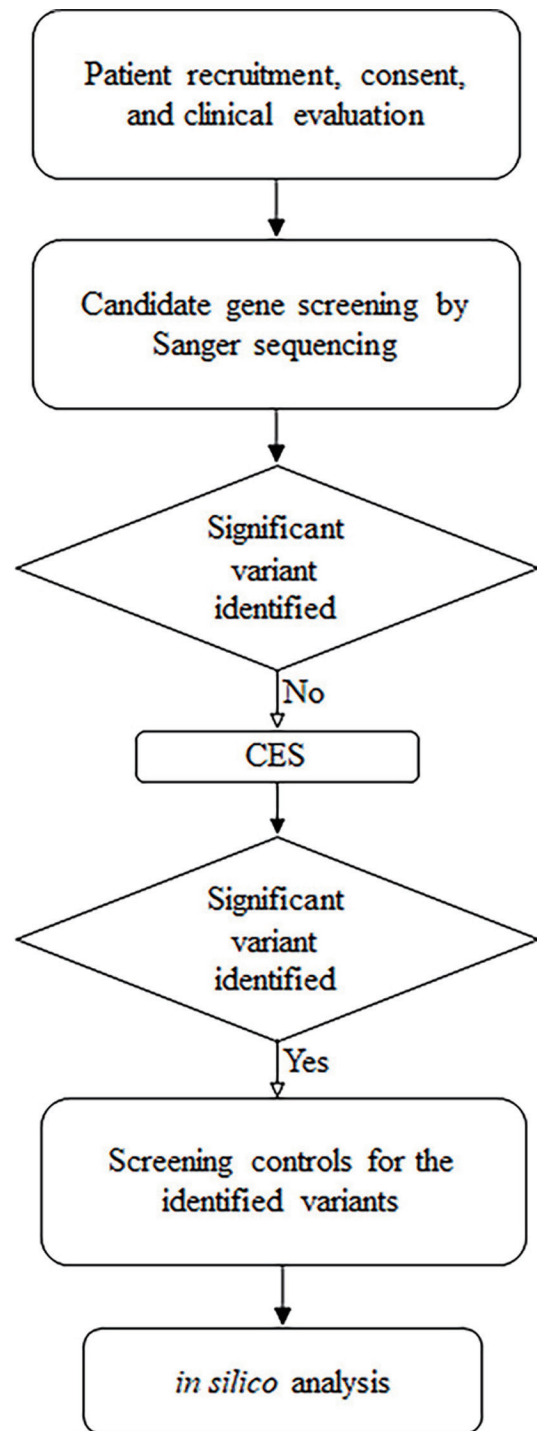 Patient recruitment, consent,
and clinical evaluation
Candidate gene screening by
Sanger sequencing
Significant
variant
identified
No
CES
Significant
variant
identified
Yes
Screening controls for the
identified variants
in silico analysis